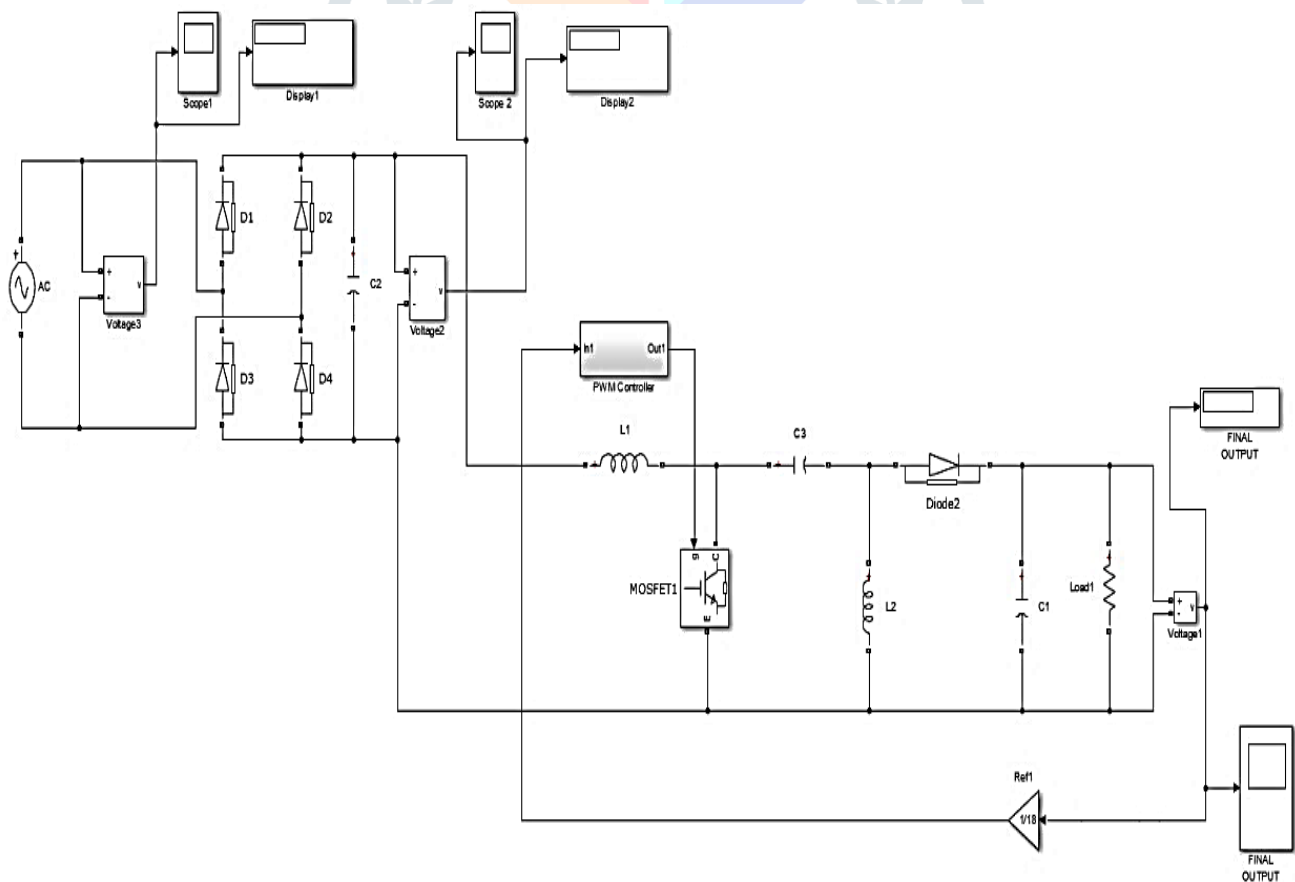 Scope1
Display1
Scope 2
Display2
+
AC
+
-
v
Voltage3
D1
D2
D3
D4
C2
+
-
v
Voltage2
In1
Out1
PWM Controller
L1
C3
Diode2
g
C
E
MOSFET1
L2
C1
Load1
+
-
v
Voltage1
FINAL
OUTPUT
Ref1
1/18
FINAL
OUTPUT